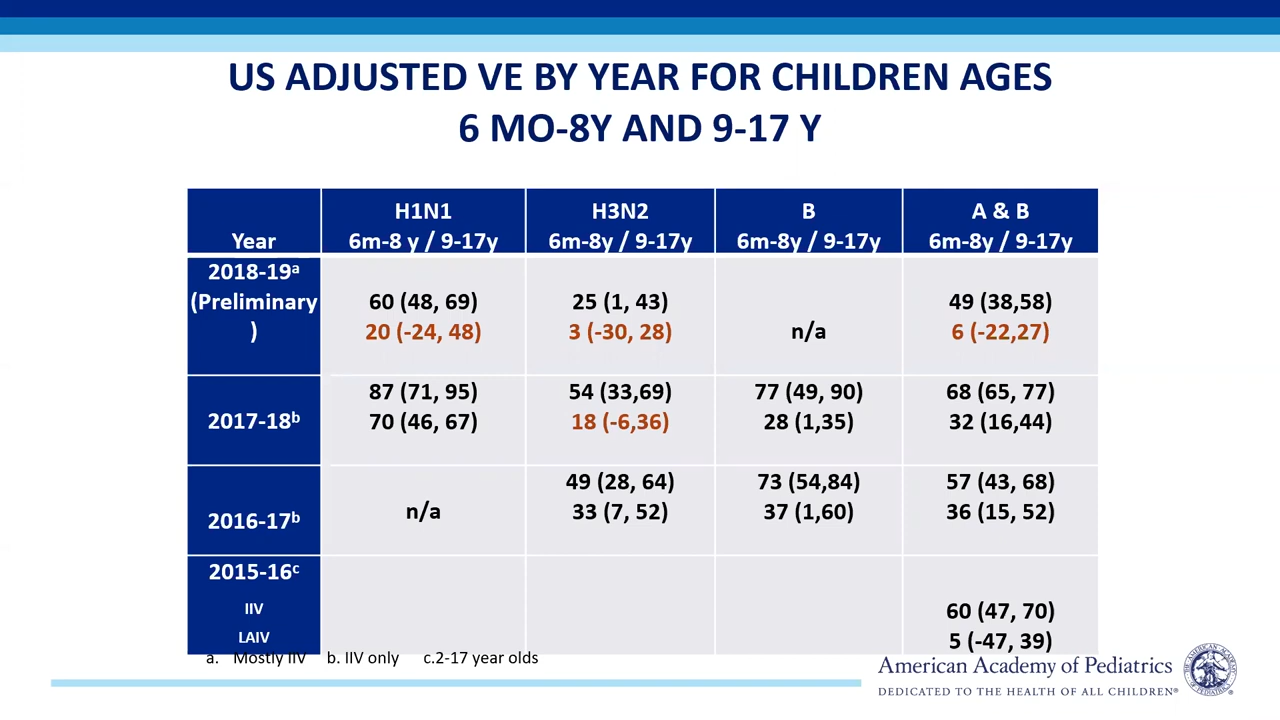 US ADJUSTED VE BY YEAR FOR CHILDREN AGES
6 MO-8Y AND 9-17 Y
Year
H1N1
6m-8 y / 9-17y
H3N2
6m-8y / 9-17y
B
6m-8y / 9-17y
A & B
6m-8y / 9-17y
2018-19ᵃ
(Preliminary
)
60 (48, 69)
20 (-24, 48)
25 (1, 43)
3 (-30, 28)
n/a
49 (38,58)
6 (-22,27)
2017-18ᵇ
87 (71, 95)
70 (46, 67)
54 (33,69)
18 (-6,36)
77 (49, 90)
28 (1,35)
68 (65, 77)
32 (16,44)
2016-17ᵇ
n/a
49 (28, 64)
33 (7, 52)
73 (54,84)
37 (1,60)
57 (43, 68)
36 (15, 52)
2015-16ᶜ
IIV
LAIV
60 (47, 70)
5 (-47, 39)
a. Mostly IIV b. IIV only c.2-17 year olds
American Academy of Pediatrics
DEDICATED TO THE HEALTH OF ALL CHILDREN®